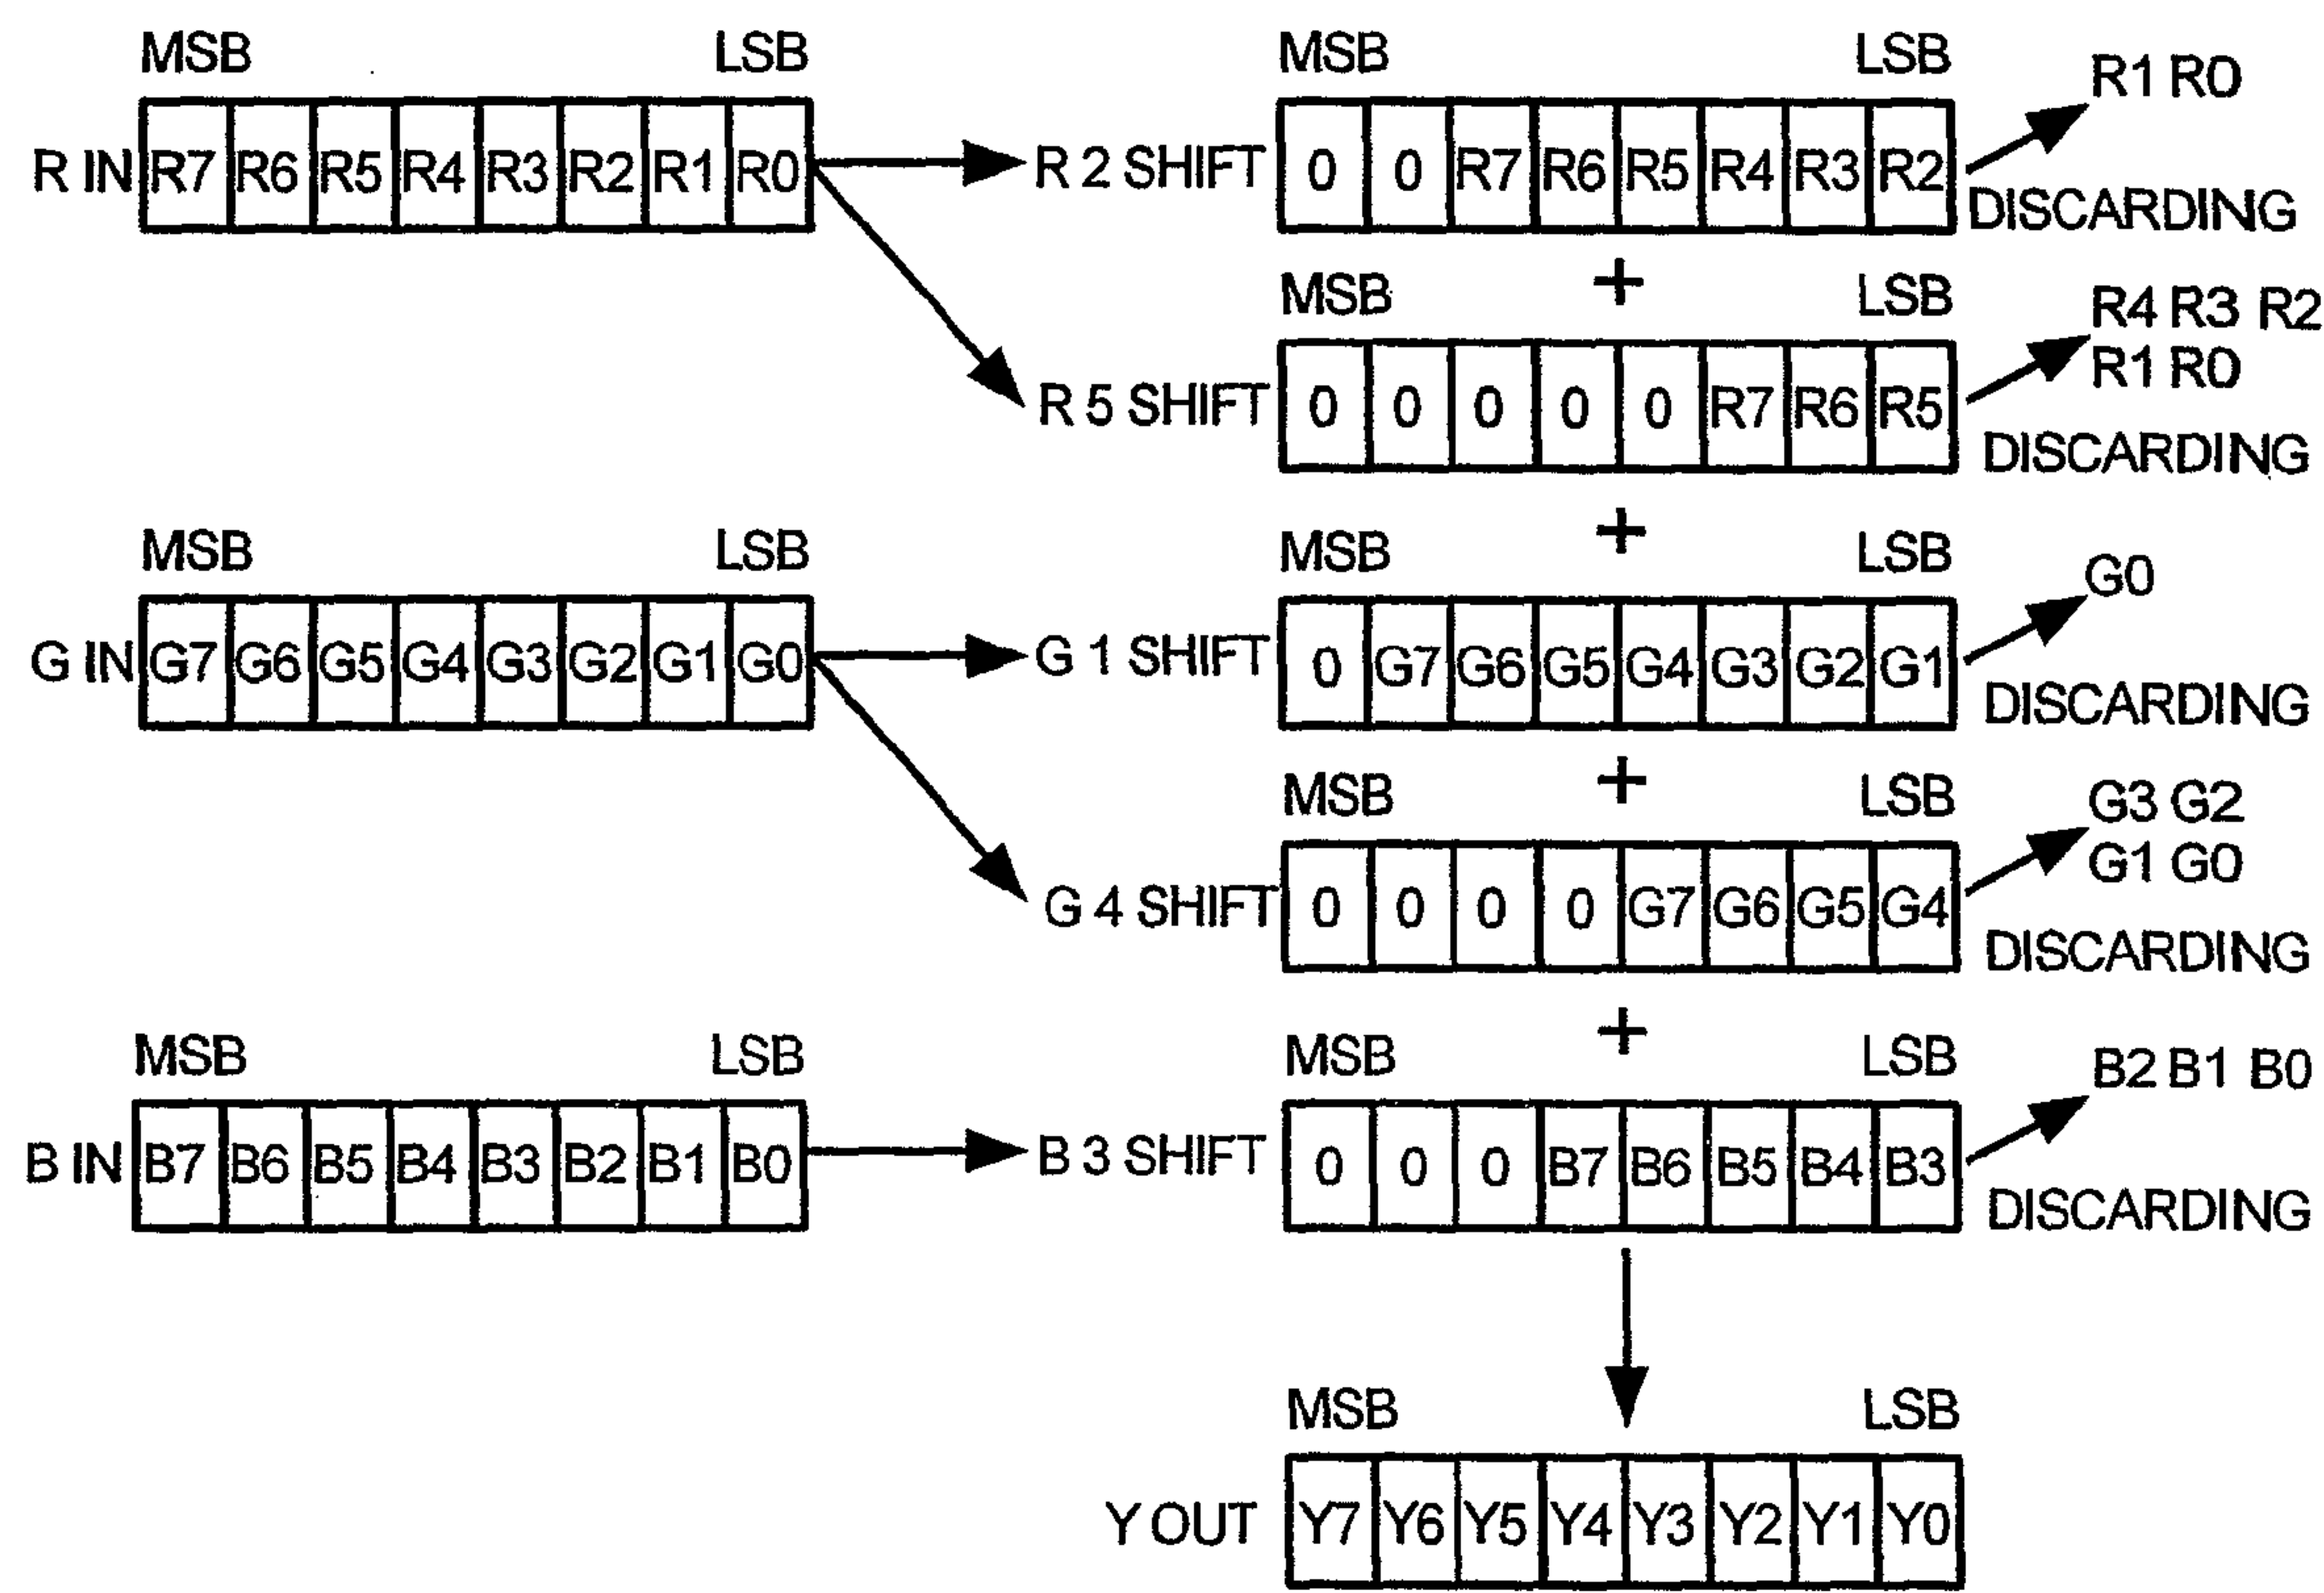 MSB LSB MSB LSB R1 R0
R IN R7 R6 R5 R4 R3 R2 R1 R0 R 2 SHIFT 0 0 R7 R6 R5 R4 R3 R2
DISCARDING
MSB + LSB R4 R3 R2
R1 R0
R 5 SHIFT 0 0 0 0 0 R7 R6 R5
DISCARDING
MSB LSB MSB + LSB
G0
G IN G7 G6 G5 G4 G3 G2 G1 G0 G 1 SHIFT 0 G7 G6 G5 G4 G3 G2 G1
DISCARDING
MSB + LSB G3 G2
G1 G0
G 4 SHIFT 0 0 0 0 G7 G6 G5 G4
DISCARDING
MSB LSB MSB + LSB B2 B1 B0
B IN B7 B6 B5 B4 B3 B2 B1 B0 B 3 SHIFT 0 0 0 B7 B6 B5 B4 B3
DISCARDING
MSB LSB
Y OUT Y7 Y6 Y5 Y4 Y3 Y2 Y1 Y0